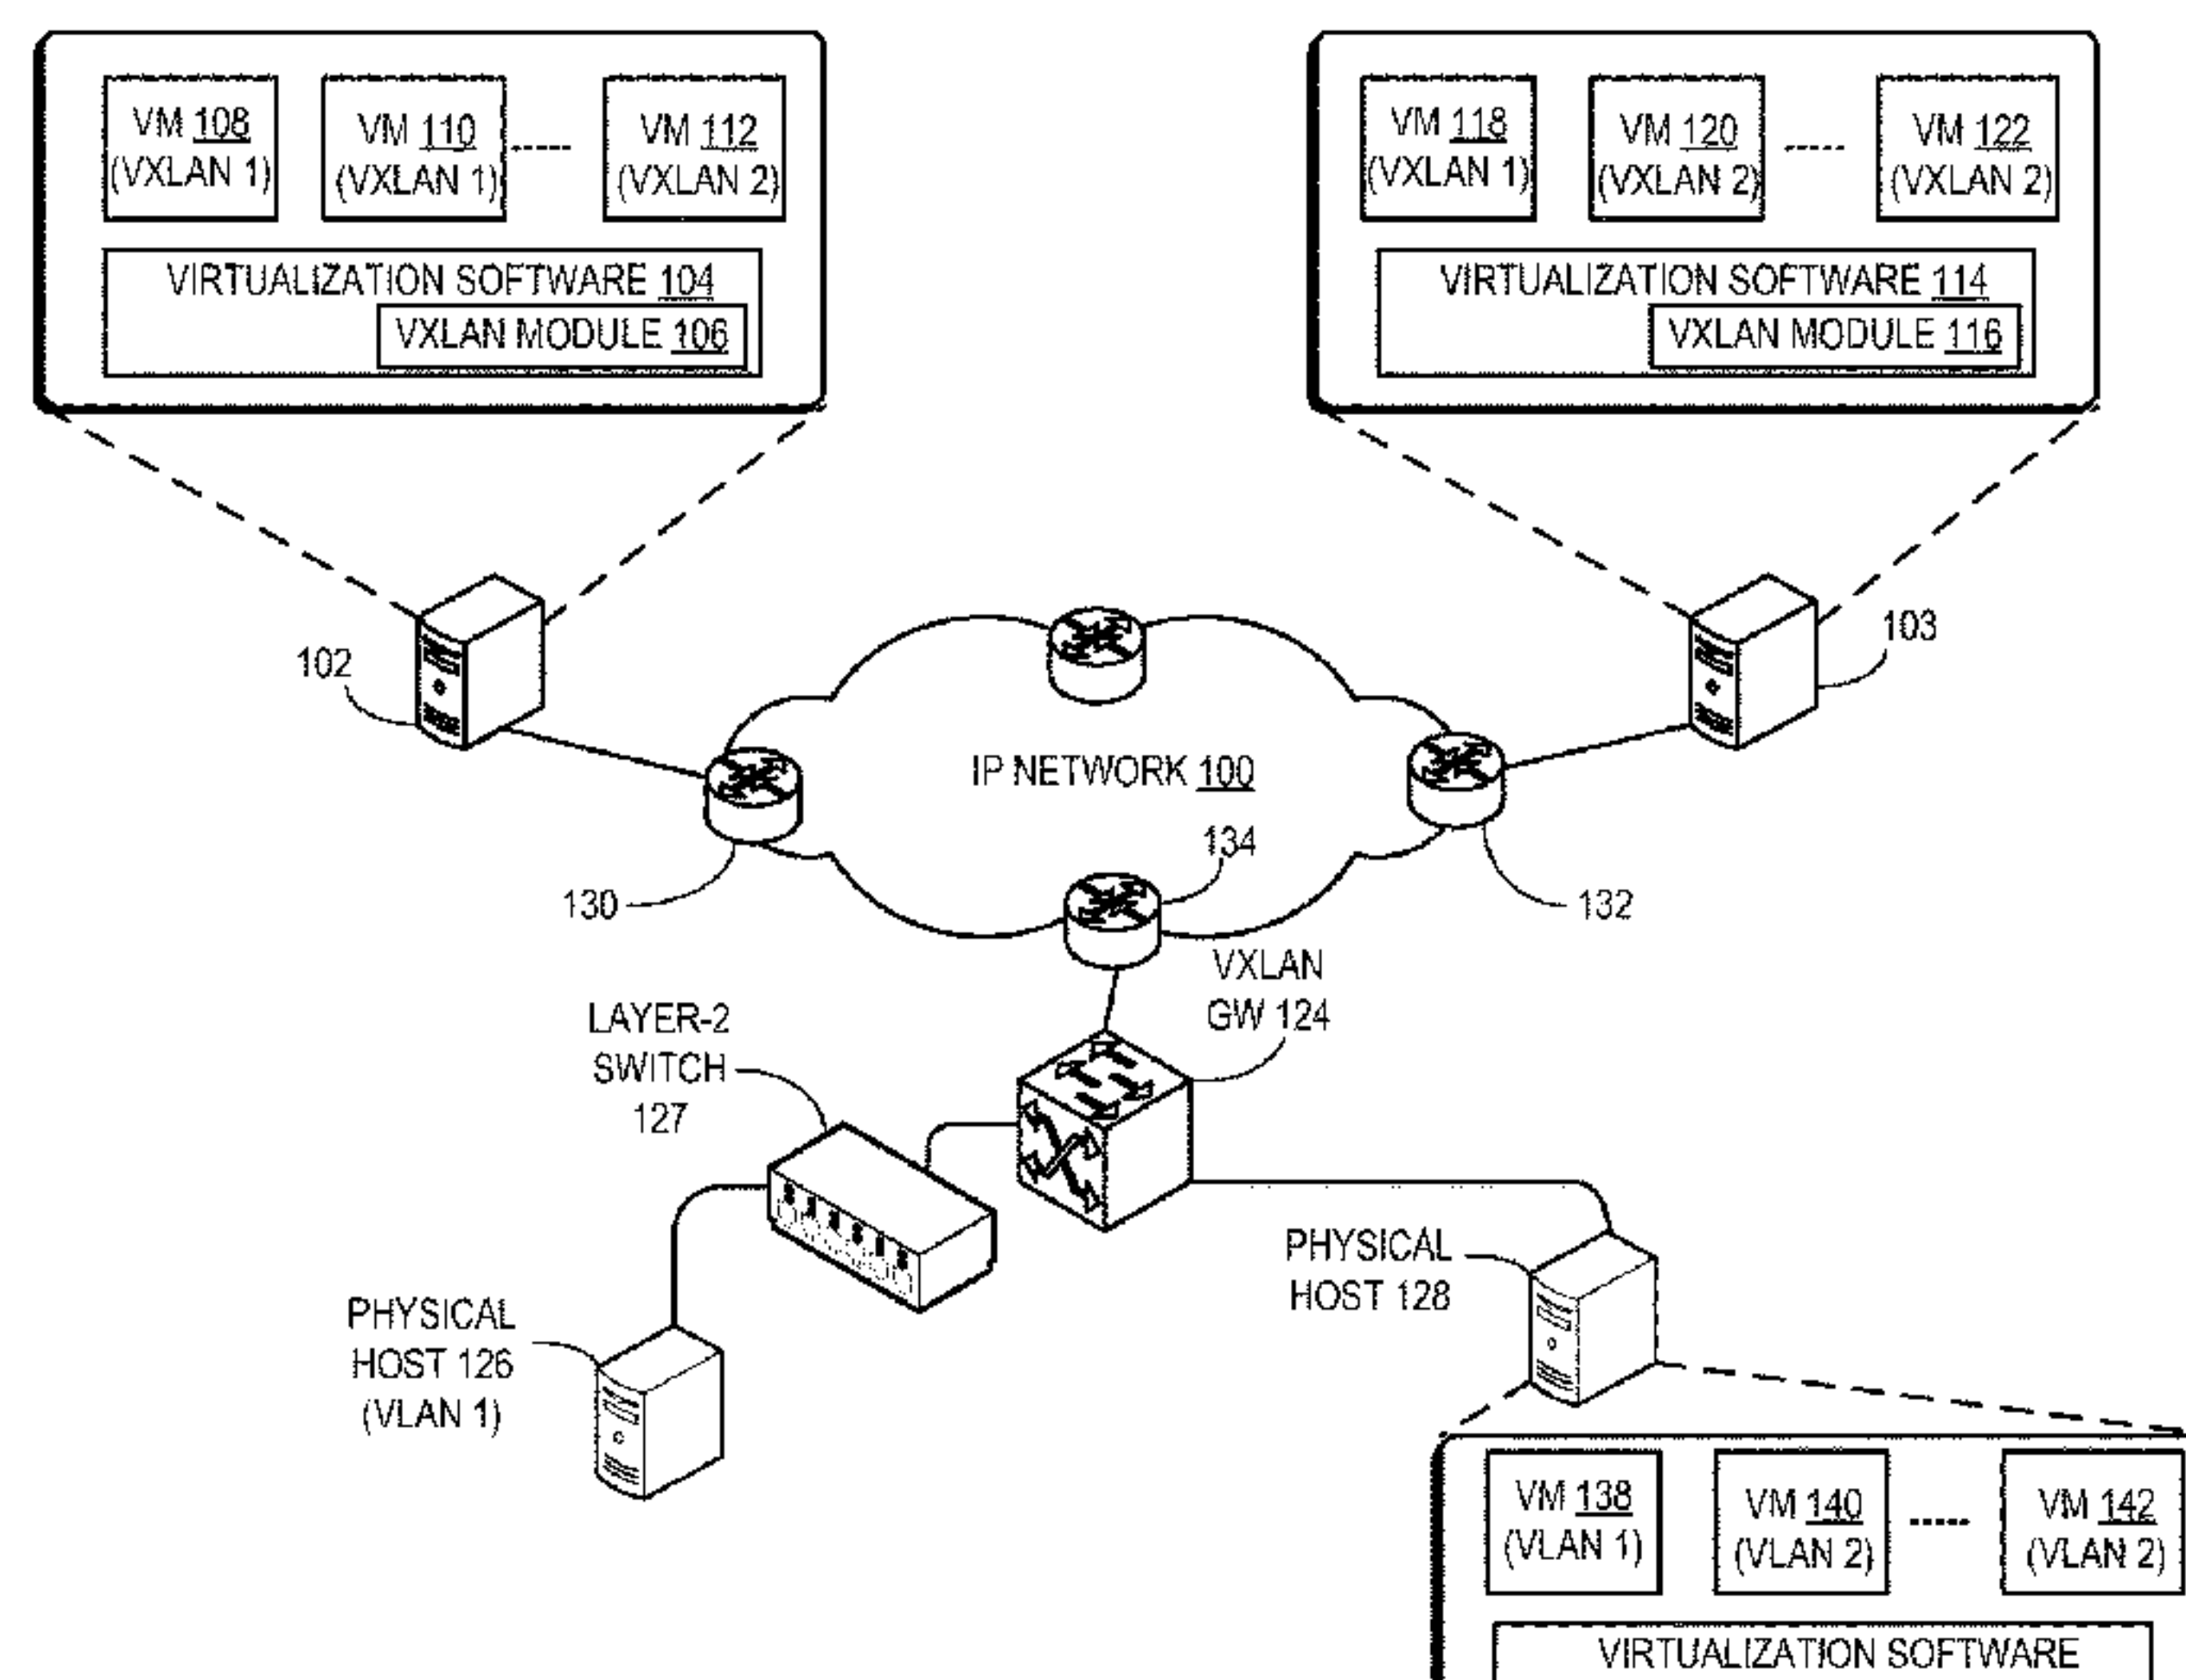 VM 108
(VXLAN 1)
VM 110
(VXLAN 1)
VM 112
(VXLAN 2)
VIRTUALIZATION SOFTWARE 104
VXLAN MODULE 106
VM 118
(VXLAN 1)
VM 120
(VXLAN 2)
VM 122
(VXLAN 2)
VIRTUALIZATION SOFTWARE 114
VXLAN MODULE 116
102
103
IP NETWORK 100
134
130
132
VXLAN
GW 124
LAYER-2
SWITCH
127
PHYSICAL
HOST 128
PHYSICAL
HOST 126
(VLAN 1)
VM 138
(VLAN 1)
VM 140
(VLAN 2)
VM 142
(VLAN 2)
VIRTUALIZATION SOFTWARE